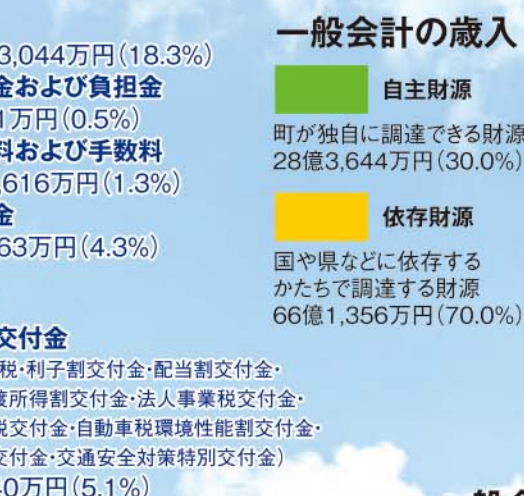 3,044万円(18.3%)
金および負担金
1万円(0.5%)
料および手数料
,616万円(1.3%)
金
63万円(4.3%)
交付金
税・利子割交付金・配当割交付金・
渡所得割交付金・法人事業税交付金・
税交付金・自動車税環境性能割交付金・
交付金・交通安全対策特別交付金)
40万円(5.1%)
一般会計の歳入
自主財源
町が独自に調達できる財源
28億3,644万円(30.0%)
依存財源
国や県などに依存する
かたちで調達する財源
66億1,356万円(70.0%)